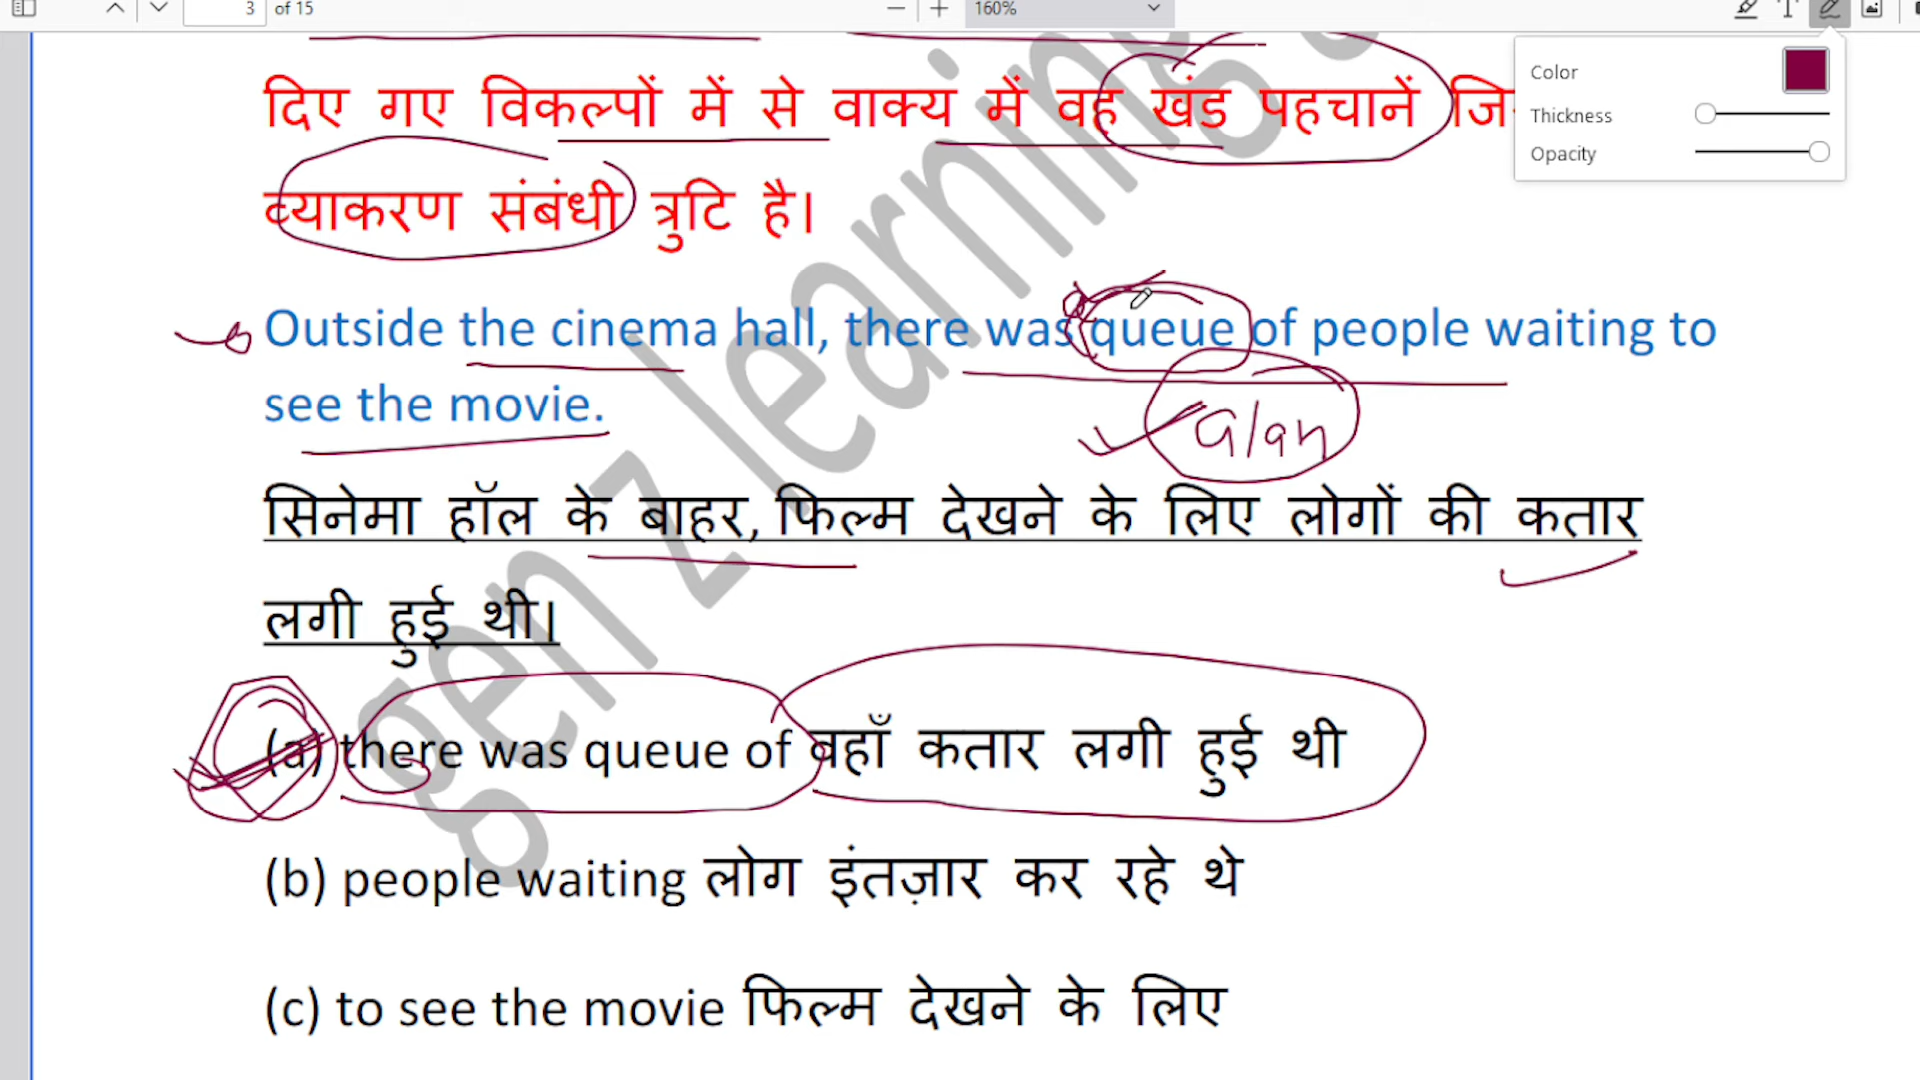 3 of 15
160%
Color
Thickness
Opacity
दिए गए विकल्पों में से वाक्य में वह खंड पहचानें
व्याकरण संबंधी त्रुटि है।
Outside the cinema hall, there was queue of people waiting to
see the movie.
a/an
सिनेमा हॉल के बाहर, फिल्म देखने के लिए लोगों की कतार
लगी हुई थी।
(a) there was queue of वहाँ कतार लगी हुई थी
(b) people waiting लोग इंतज़ार कर रहे थे
(c) to see the movie फिल्म देखने के लिए
gen z learning